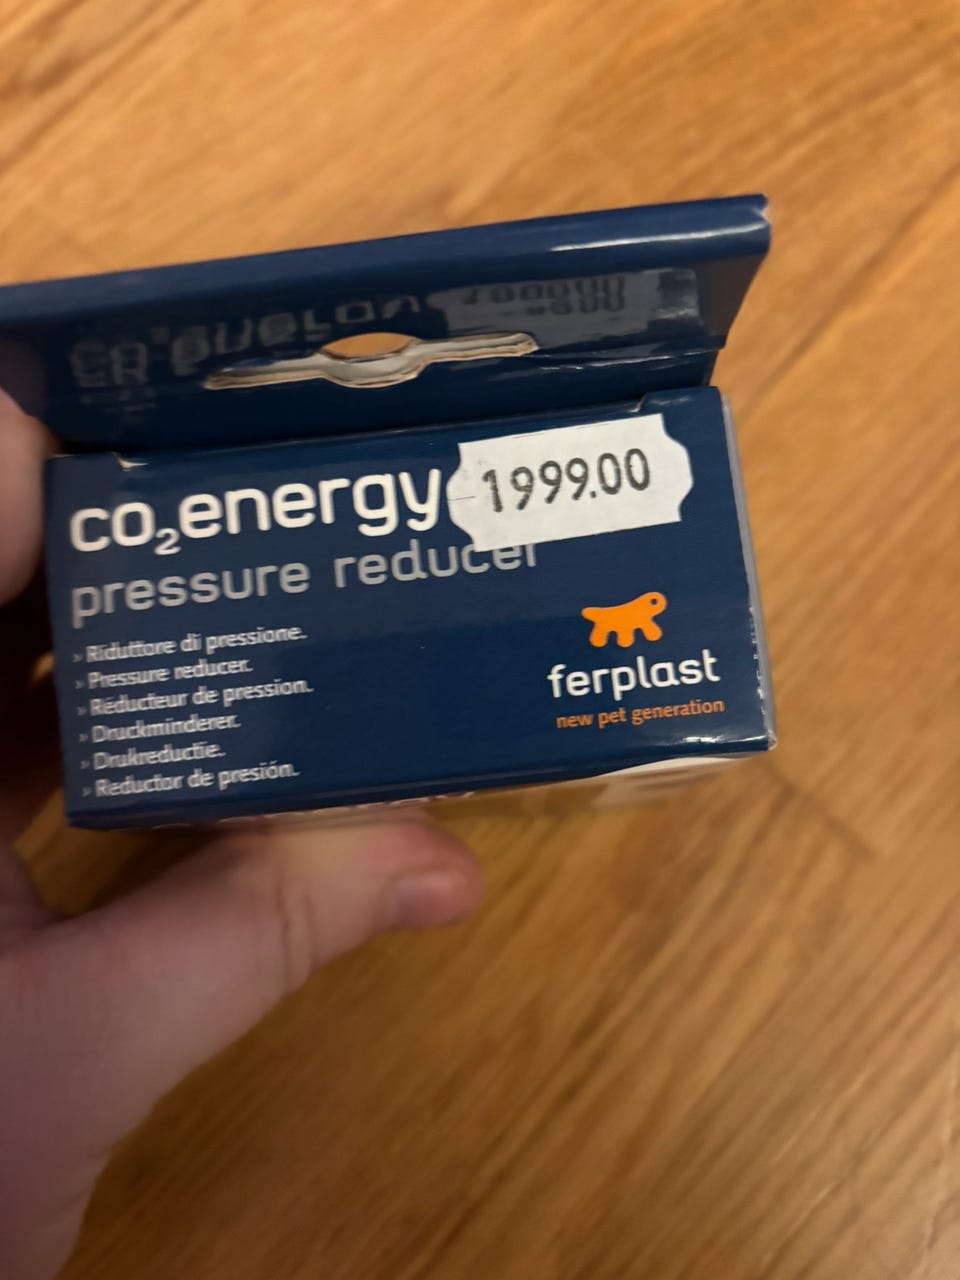 co₂energy
1999.00
pressure reducer
› Riduttore di pressione.
› Pressure reducer.
› Réducteur de pression.
› Druckminderer.
› Drukreductie.
› Reductor de presión.
ferplast
new pet generation